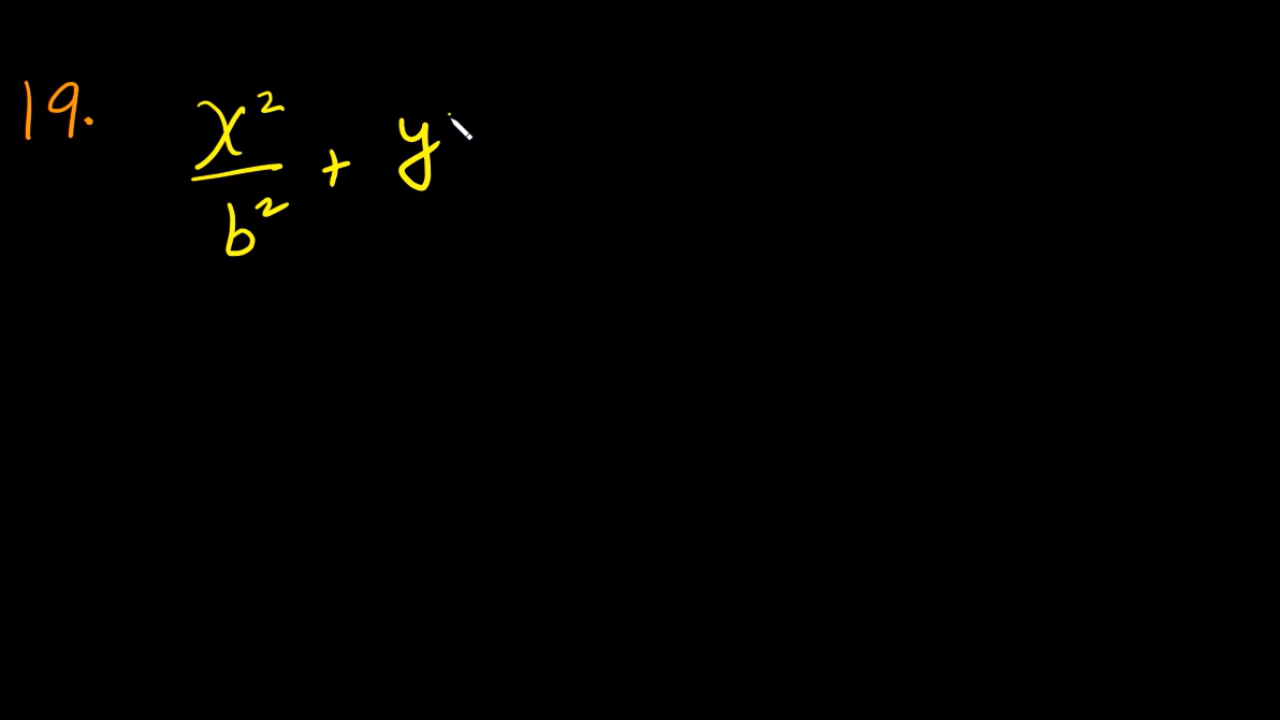 19. x²/b² + y